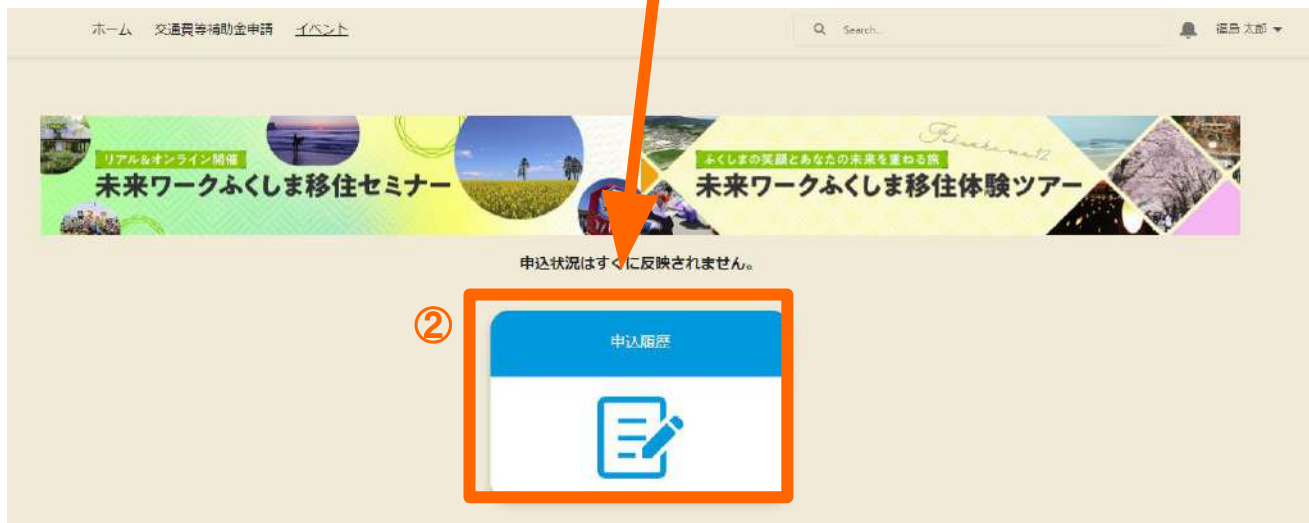 ホーム 交通費等補助金申請 イベント
Search...
福島 太郎
リアル&オンライン開催
未来ワークふくしま移住セミナー
Fukushima12
ふくしまの笑顔とあなたの未来を重ねる旅
未来ワークふくしま移住体験ツアー
申込状況はすぐに反映されません。
②
申込履歴